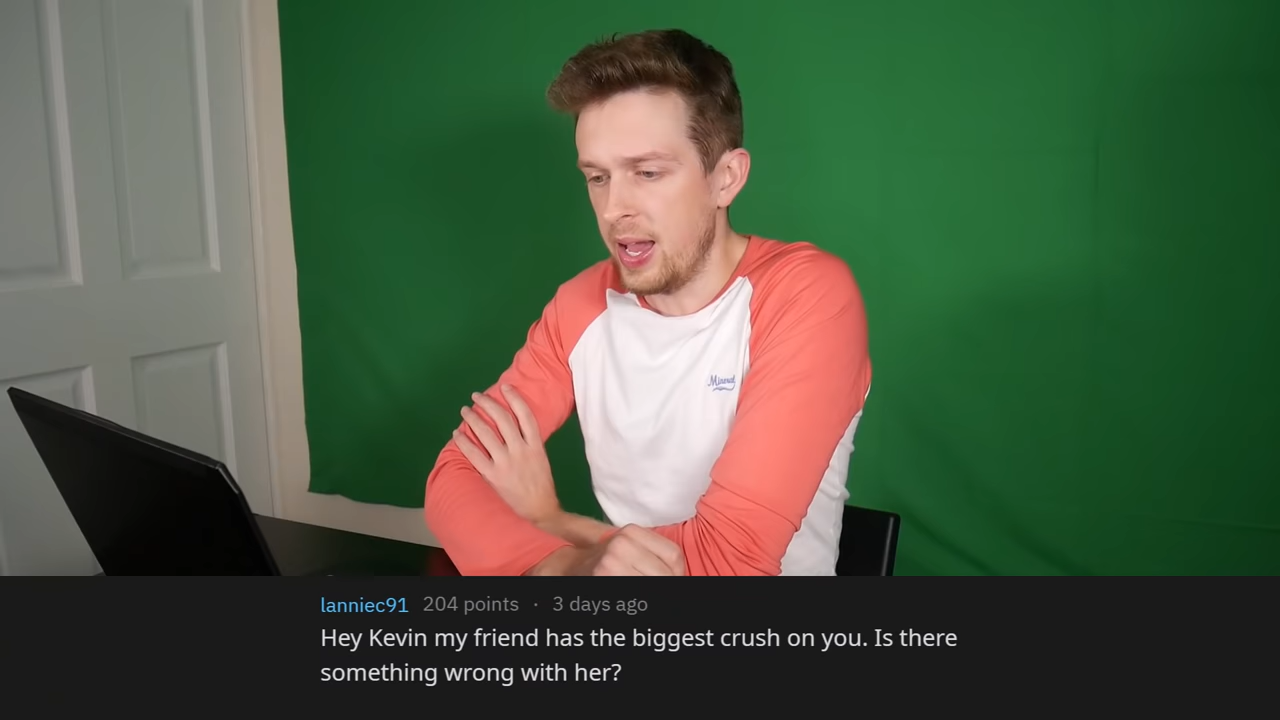 lanniec91 204 points · 3 days ago
Hey Kevin my friend has the biggest crush on you. Is there
something wrong with her?